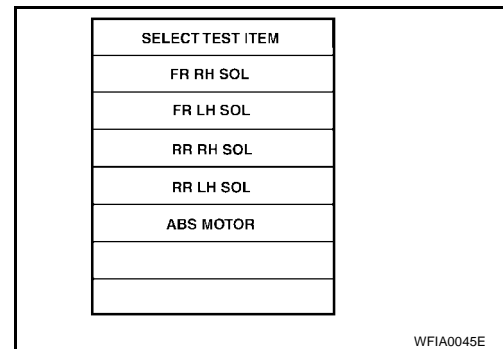 SELECT TEST ITEM
FR RH SOL
FR LH SOL
RR RH SOL
RR LH SOL
ABS MOTOR
WFIA0045E